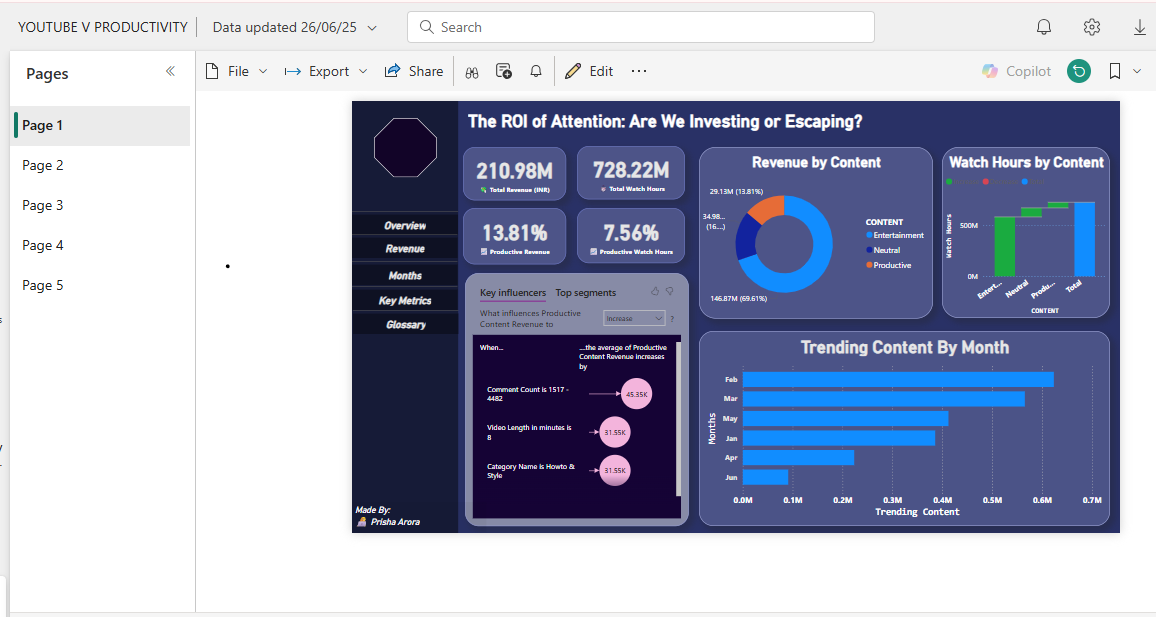 YOUTUBE V PRODUCTIVITY
Data updated 26/06/25
Search
Pages
Page 1
Page 2
Page 3
Page 4
Page 5
File
Export
Share
Edit
Copilot
The ROI of Attention: Are We Investing or Escaping?
Overview
Revenue
Months
Key Metrics
Glossary
Made By:
Prisha Arora
210.98M
Total Revenue (INR)
728.22M
Total Watch Hours
13.81%
Productive Revenue
7.56%
Productive Watch Hours
Key influencers
Top segments
What influences Productive
Content Revenue to
Increase
?
When...
...the average of Productive
Content Revenue increases
by
Comment Count is 1517 -
4482
45.35K
Video Length in minutes is
8
31.55K
Category Name is Howto &
Style
31.55K
Revenue by Content
29.13M (13.81%)
34.98...
(16....)
146.87M (69.61%)
CONTENT
Entertainment
Neutral
Productive
Watch Hours by Content
Watch Hours
500M
0M
Entert...
Neutral
Produ...
Total
CONTENT
Trending Content By Month
Months
Feb
Mar
May
Jan
Apr
Jun
0.0M
0.1M
0.2M
0.3M
0.4M
0.5M
0.6M
0.7M
Trending Content